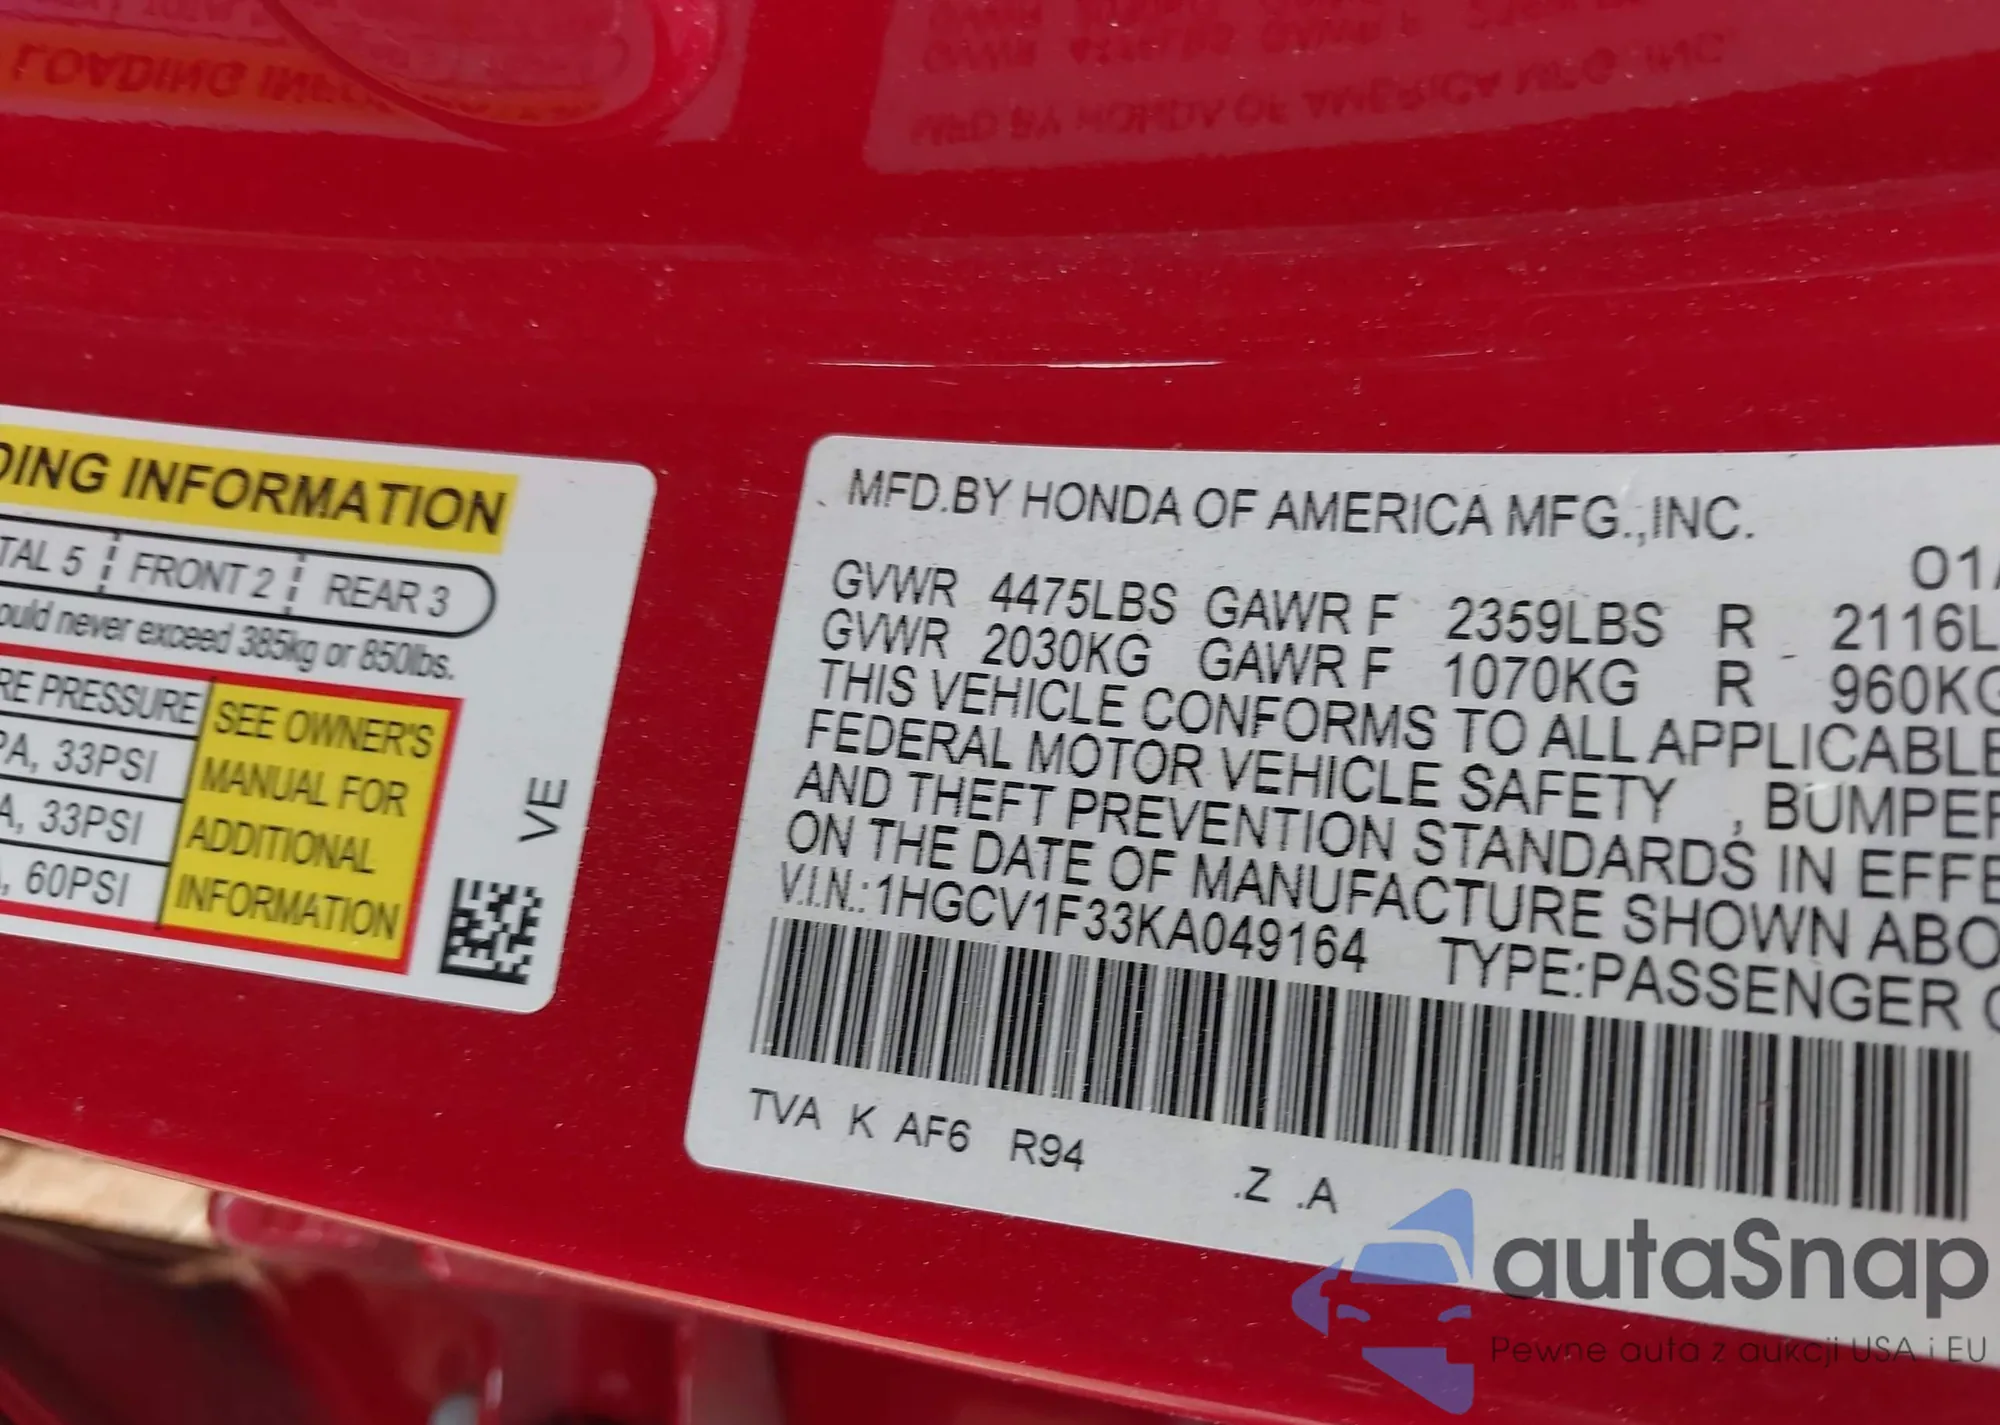 DING INFORMATION
TAL 5 FRONT 2 REAR 3
ould never exceed 385kg or 850lbs.
RE PRESSURE
PA, 33PSI
A, 33PSI
, 60PSI
SEE OWNER'S
MANUAL FOR
ADDITIONAL
INFORMATION
VE
MFD.BY HONDA OF AMERICA MFG.,INC.
01/
GVWR 4475LBS GAWR F 2359LBS R 2116L
GVWR 2030KG GAWR F 1070KG R 960KG
THIS VEHICLE CONFORMS TO ALL APPLICABLE
FEDERAL MOTOR VEHICLE SAFETY , BUMPER
AND THEFT PREVENTION STANDARDS IN EFFE
ON THE DATE OF MANUFACTURE SHOWN ABO
V.I.N.:1HGCV1F33KA049164 TYPE:PASSENGER C
TVA K AF6 R94 .Z .A
autaSnap
Pewne auta z aukcji USA i EU